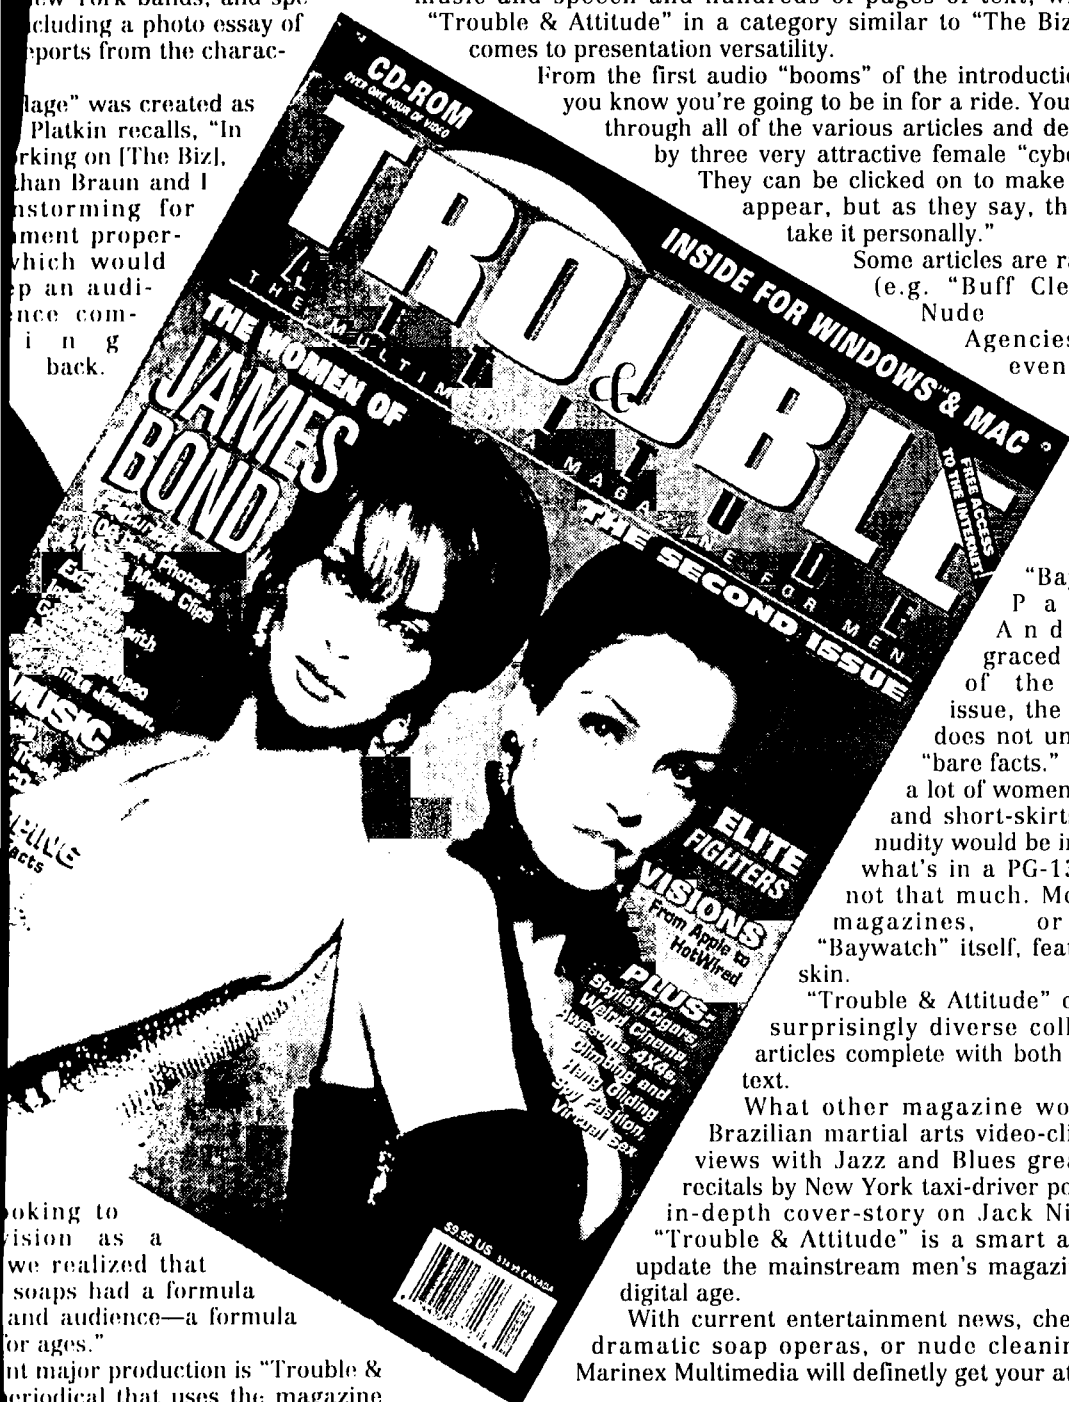 New York bands, and spe
cluding a photo essay of
ports from the charac-
lage" was created as
Platkin recalls, "In
rking on [The Biz],
than Braun and I
nstorming for
ment proper-
which would
p an audi-
nce com-
i n g
back.
oking to
vision as a
we realized that
soaps had a formula
and audience—a formula
or ages."
nt major production is "Trouble &
eriodical that uses the magazine
CD-ROM
OVER ONE HOUR OF VIDEO
INSIDE FOR WINDOWS™ & MAC
TROUBLE
&
ATTITUDE
THE MULTIMEDIA MAGAZINE FOR MEN
THE SECOND ISSUE
FREE ACCESS
TO THE INTERNET!
THE WOMEN OF
JAMES
BOND
Photos,
Movie Clips
with
MUSIC
acts
ELITE
FIGHTERS
VISIONS
From Apple to
HotWired
PLUS:
Stylish Cigars,
Weird Cinema,
Awesome 4X4s,
Climbing and
Hang Gliding
Spy Fashion,
Virtual Sex
$9.95 US $14.99 CANADA
music and speech and hundreds of pages of text, w
"Trouble & Attitude" in a category similar to "The Biz
comes to presentation versatility.
From the first audio "booms" of the introductio
you know you're going to be in for a ride. You
through all of the various articles and de
by three very attractive female "cybe
They can be clicked on to make
appear, but as they say, th
take it personally."
Some articles are ra
(e.g. "Buff Cle
Nude
Agencies
even
"Ba
P a
A n d
graced
of the
issue, the
does not un
"bare facts."
a lot of women
and short-skirts
nudity would be in
what's in a PG-13
not that much. Mo
magazines, or
"Baywatch" itself, feat
skin.
"Trouble & Attitude" o
surprisingly diverse coll
articles complete with both
text.
What other magazine wo
Brazilian martial arts video-cli
views with Jazz and Blues grea
recitals by New York taxi-driver po
in-depth cover-story on Jack Ni
"Trouble & Attitude" is a smart a
update the mainstream men's magazi
digital age.
With current entertainment news, che
dramatic soap operas, or nude cleanin
Marinex Multimedia will definetly get your at